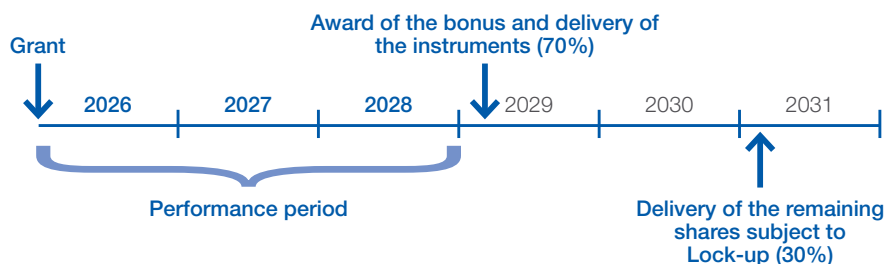 Award of the bonus and delivery of
the instruments (70%)
Grant
2026 2027 2028 2029 2030 2031
Performance period
Delivery of the remaining
shares subject to
Lock-up (30%)